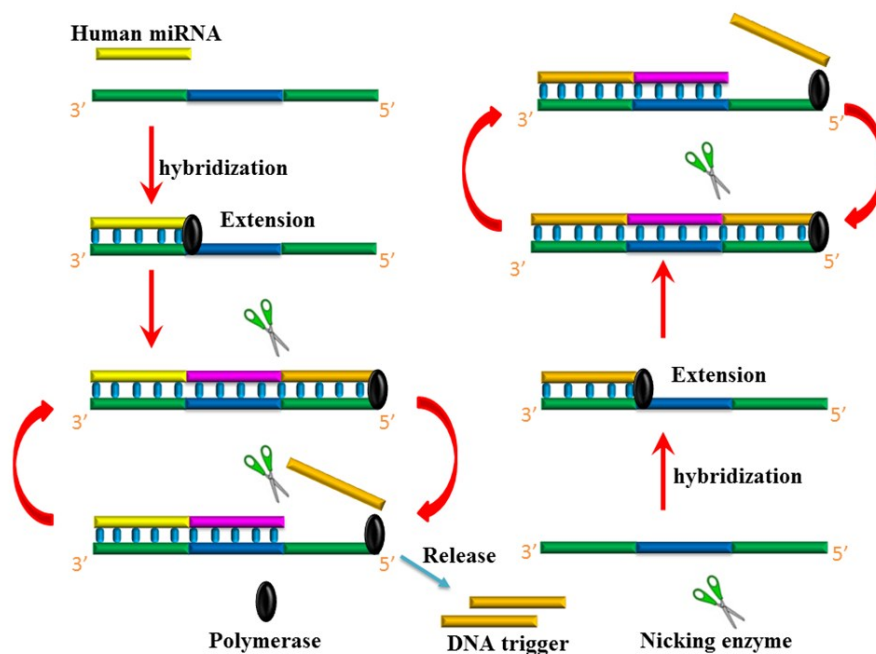 Human miRNA
3’ 5’
hybridization
Extension
3’ 5’
3’ 5’
3’ 5’
Release
Polymerase
DNA trigger
3’ 5’
3’ 5’
Extension
3’ 5’
hybridization
3’ 5’
Nicking enzyme